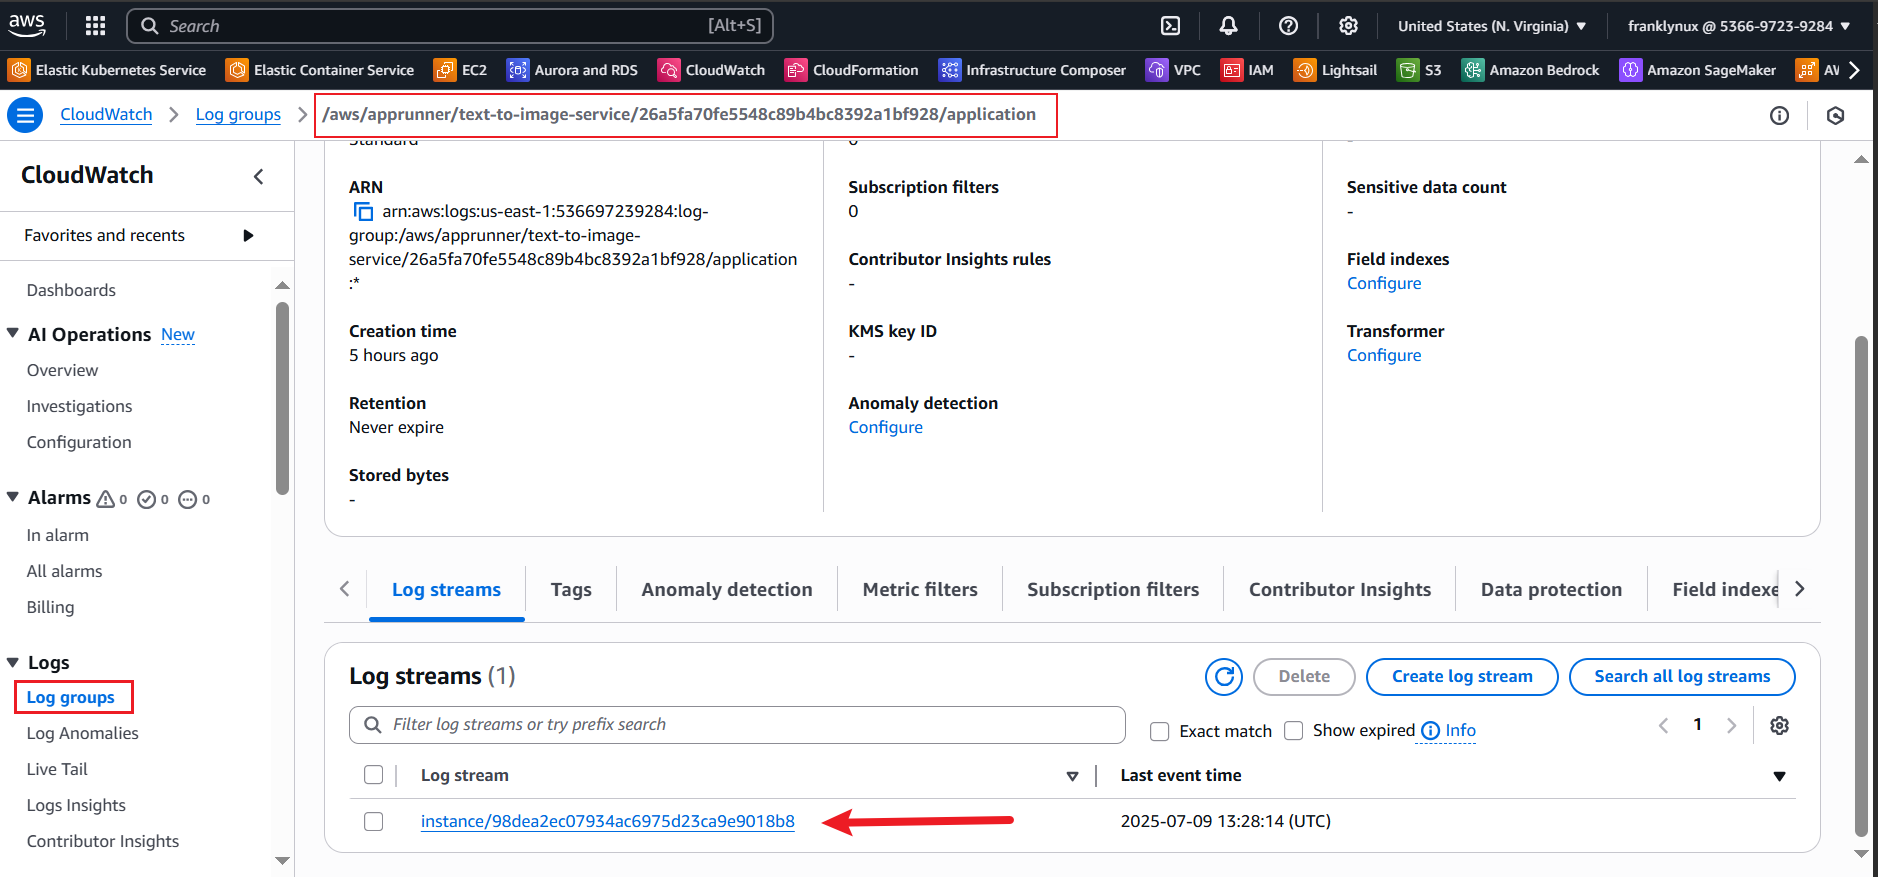 aws
Search [Alt+S]
United States (N. Virginia)
franklynux @ 5366-9723-9284
Elastic Kubernetes Service
Elastic Container Service
EC2
Aurora and RDS
CloudWatch
CloudFormation
Infrastructure Composer
VPC
IAM
Lightsail
S3
Amazon Bedrock
Amazon SageMaker
CloudWatch
Log groups
/aws/apprunner/text-to-image-service/26a5fa70fe5548c89b4bc8392a1bf928/application
CloudWatch
Favorites and recents
Dashboards
AI Operations New
Overview
Investigations
Configuration
Alarms 0 0 0
In alarm
All alarms
Billing
Logs
Log groups
Log Anomalies
Live Tail
Logs Insights
Contributor Insights
Standard
ARN
arn:aws:logs:us-east-1:536697239284:log-
group:/aws/apprunner/text-to-image-
service/26a5fa70fe5548c89b4bc8392a1bf928/application
:*
Creation time
5 hours ago
Retention
Never expire
Stored bytes
-
0
Subscription filters
0
Contributor Insights rules
-
KMS key ID
-
Anomaly detection
Configure
-
Sensitive data count
-
Field indexes
Configure
Transformer
Configure
Log streams
Tags
Anomaly detection
Metric filters
Subscription filters
Contributor Insights
Data protection
Field indexe
Log streams (1)
Delete
Create log stream
Search all log streams
Filter log streams or try prefix search
Exact match
Show expired
Info
1
Log stream
Last event time
instance/98dea2ec07934ac6975d23ca9e9018b8
2025-07-09 13:28:14 (UTC)